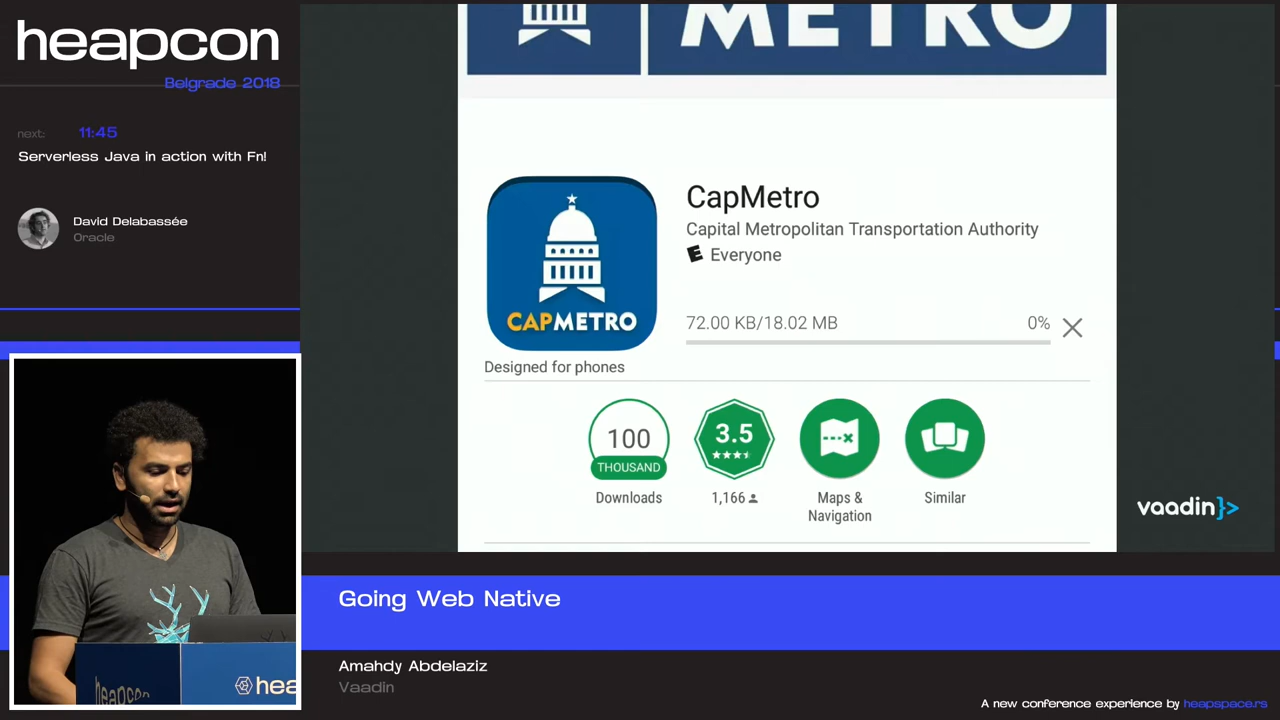 heapcon
Belgrade 2018
next: 11:45
Serverless Java in action with Fn!
David Delabassée
Oracle
METRO
CapMetro
Capital Metropolitan Transportation Authority
E Everyone
72.00 KB/18.02 MB 0%
CAPMETRO
Designed for phones
100
THOUSAND
Downloads
3.5
1,166
Maps &
Navigation
Similar
vaadin}>
heapcon
hea
Going Web Native
Amahdy Abdelaziz
Vaadin
A new conference experience by heapspace.rs